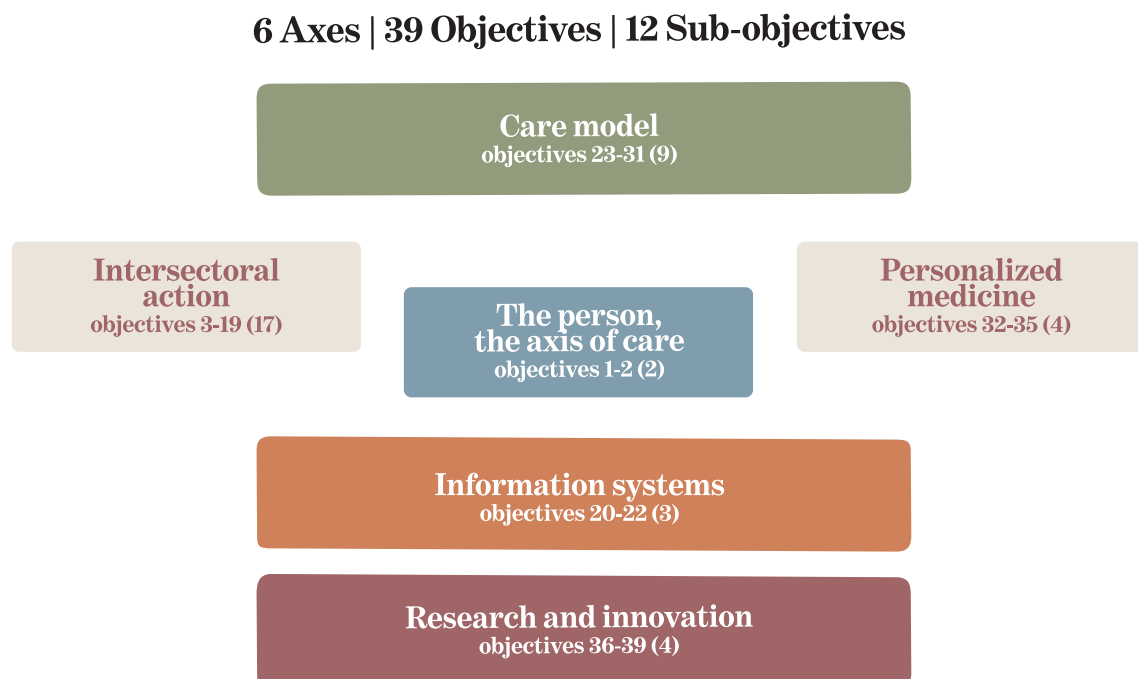 6 Axes | 39 Objectives | 12 Sub-objectives
Care model
objectives 23-31 (9)
Intersectoral
action
objectives 3-19 (17)
The person,
the axis of care
objectives 1-2 (2)
Personalized
medicine
objectives 32-35 (4)
Information systems
objectives 20-22 (3)
Research and innovation
objectives 36-39 (4)